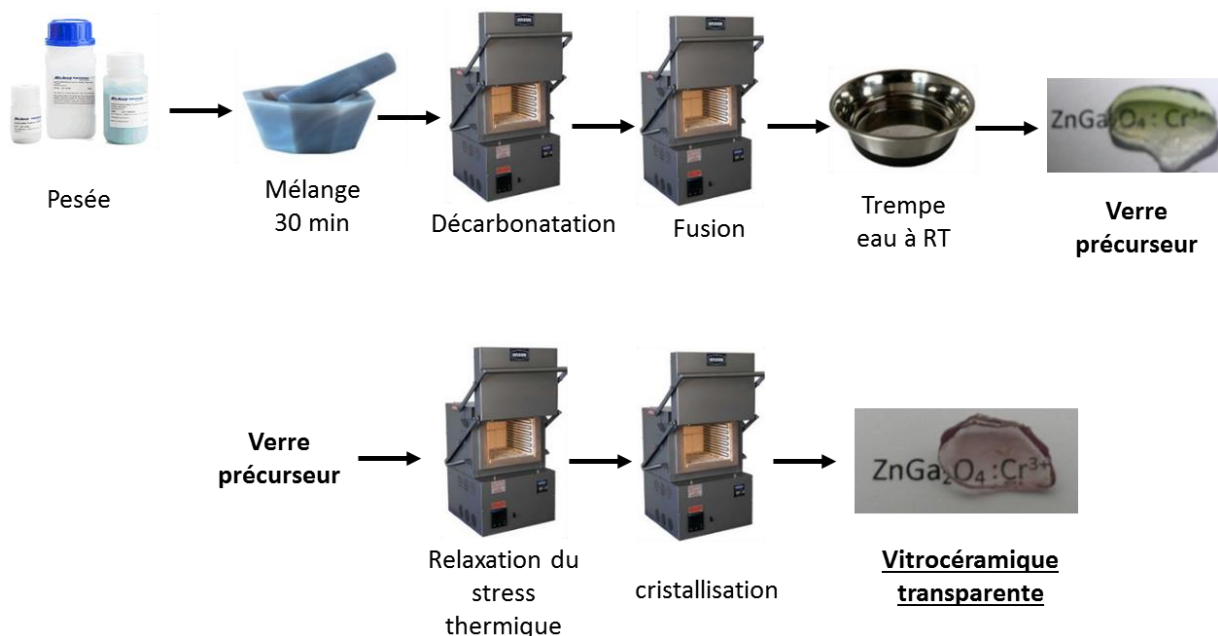 ZnGa₂O₄ : Cr³⁺
Pesée
Mélange
30 min
Décarbonatation
Fusion
Trempe
eau à RT
Verre
précurseur
Verre
précurseur
Relaxation du
stress
thermique
cristallisation
ZnGa₂O₄ :Cr³⁺
Vitrocéramique
transparente